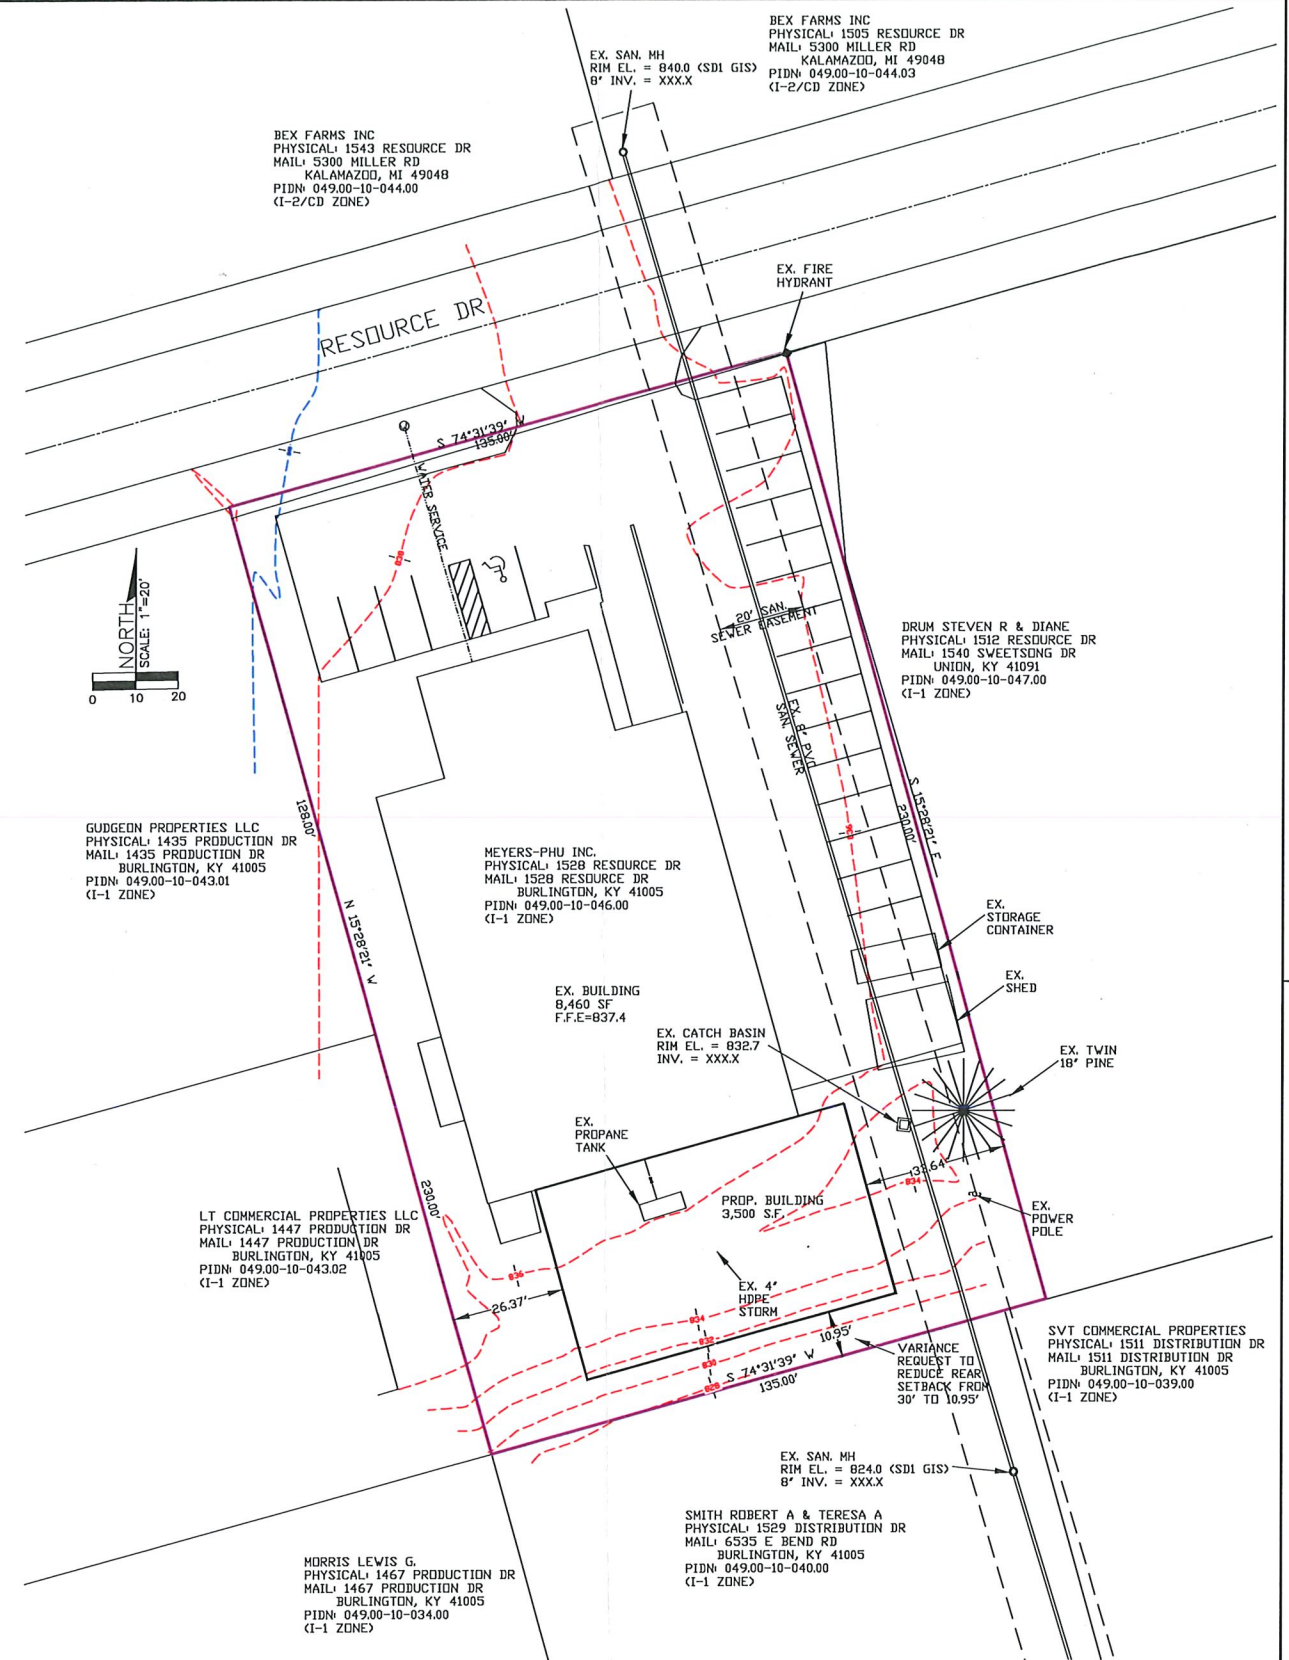 BEX FARMS INC
PHYSICAL: 1505 RESOURCE DR
MAIL: 5300 MILLER RD
KALAMAZOO, MI 49048
PIDN: 049.00-10-044.03
(I-2/CD ZONE)
EX. SAN. MH
RIM EL. = 840.0 (SD1 GIS)
8" INV. = XXX.X
BEX FARMS INC
PHYSICAL: 1543 RESOURCE DR
MAIL: 5300 MILLER RD
KALAMAZOO, MI 49048
PIDN: 049.00-10-044.00
(I-2/CD ZONE)
EX. FIRE
HYDRANT
RESOURCE DR
S 74°31'39" W
135.00'
WATER SERVICE
838
NORTH
SCALE: 1"=20'
0 10 20
20' SAN.
SEWER EASEMENT
EX. 8" PVC
SAN. SEWER
DRUM STEVEN R & DIANE
PHYSICAL: 1512 RESOURCE DR
MAIL: 1540 SWEETSONG DR
UNION, KY 41091
PIDN: 049.00-10-047.00
(I-1 ZONE)
S 15°28'21" E
230.00'
128.00'
GUDGEON PROPERTIES LLC
PHYSICAL: 1435 PRODUCTION DR
MAIL: 1435 PRODUCTION DR
BURLINGTON, KY 41005
PIDN: 049.00-10-043.01
(I-1 ZONE)
MEYERS-PHU INC.
PHYSICAL: 1528 RESOURCE DR
MAIL: 1528 RESOURCE DR
BURLINGTON, KY 41005
PIDN: 049.00-10-046.00
(I-1 ZONE)
N 15°28'21" W
EX.
STORAGE
CONTAINER
EX.
SHED
EX. BUILDING
8,460 SF
F.F.E=837.4
EX. CATCH BASIN
RIM EL. = 832.7
INV. = XXX.X
EX. TWIN
18" PINE
EX.
PROPANE
TANK
33.64'
834
PROP. BUILDING
3,500 S.F.
EX.
POWER
POLE
230.00'
LT COMMERCIAL PROPERTIES LLC
PHYSICAL: 1447 PRODUCTION DR
MAIL: 1447 PRODUCTION DR
BURLINGTON, KY 41005
PIDN: 049.00-10-043.02
(I-1 ZONE)
836
26.37'
EX. 4"
HDPE
STORM
834
832
830
828
10.95'
S 74°31'39" W
135.00'
VARIANCE
REQUEST TO
REDUCE REAR
SETBACK FROM
30' TO 10.95'
SVT COMMERCIAL PROPERTIES
PHYSICAL: 1511 DISTRIBUTION DR
MAIL: 1511 DISTRIBUTION DR
BURLINGTON, KY 41005
PIDN: 049.00-10-039.00
(I-1 ZONE)
EX. SAN. MH
RIM EL. = 824.0 (SD1 GIS)
8" INV. = XXX.X
SMITH ROBERT A & TERESA A
PHYSICAL: 1529 DISTRIBUTION DR
MAIL: 6535 E BEND RD
BURLINGTON, KY 41005
PIDN: 049.00-10-040.00
(I-1 ZONE)
MORRIS LEWIS G.
PHYSICAL: 1467 PRODUCTION DR
MAIL: 1467 PRODUCTION DR
BURLINGTON, KY 41005
PIDN: 049.00-10-034.00
(I-1 ZONE)